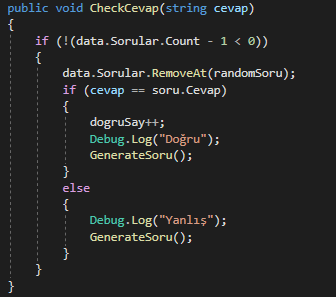 public void CheckCevap(string cevap)
{
if (!(data.Sorular.Count - 1 < 0))
{
data.Sorular.RemoveAt(randomSoru);
if (cevap == soru.Cevap)
{
dogruSay++;
Debug.Log("Doğru");
GenerateSoru();
}
else
{
Debug.Log("Yanlış");
GenerateSoru();
}
}
}